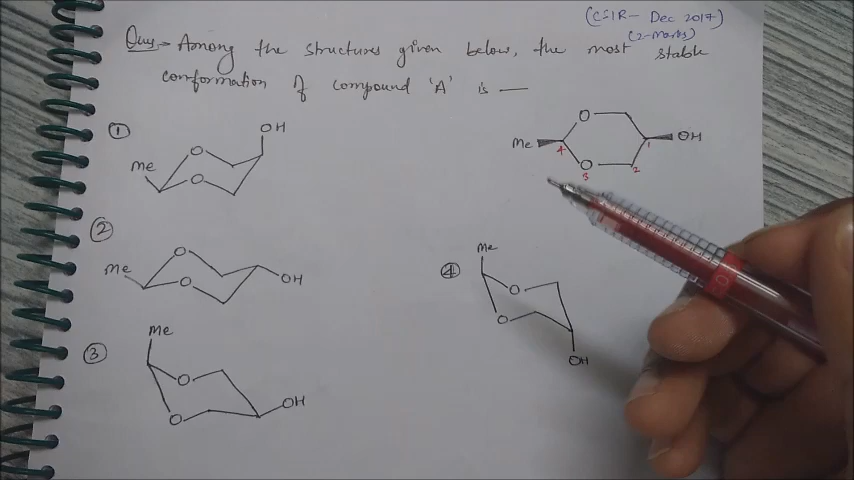 (CSIR- Dec 2017)
(2-Marks)
Ques → Among the structures given below, the most stable
conformation of compound 'A' is —
① OH
Me O O
O
Me OH
O
4 1 2 3
② Me O O OH
④ Me O O OH
③ Me O O OH